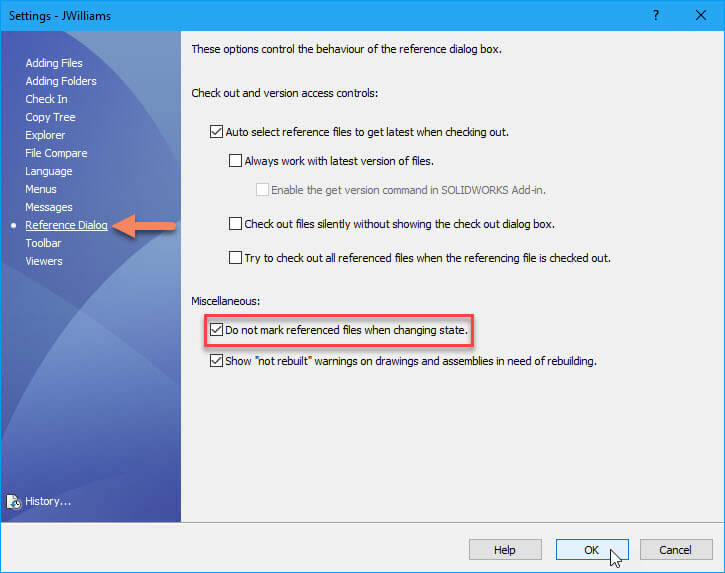 Settings - JWilliams
?
Adding Files
Adding Folders
Check In
Copy Tree
Explorer
File Compare
Language
Menus
Messages
Reference Dialog
Toolbar
Viewers
History...
These options control the behaviour of the reference dialog box.
Check out and version access controls:
Auto select reference files to get latest when checking out.
Always work with latest version of files.
Enable the get version command in SOLIDWORKS Add-in.
Check out files silently without showing the check out dialog box.
Try to check out all referenced files when the referencing file is checked out.
Miscellaneous:
Do not mark referenced files when changing state.
Show "not rebuilt" warnings on drawings and assemblies in need of rebuilding.
Help
OK
Cancel